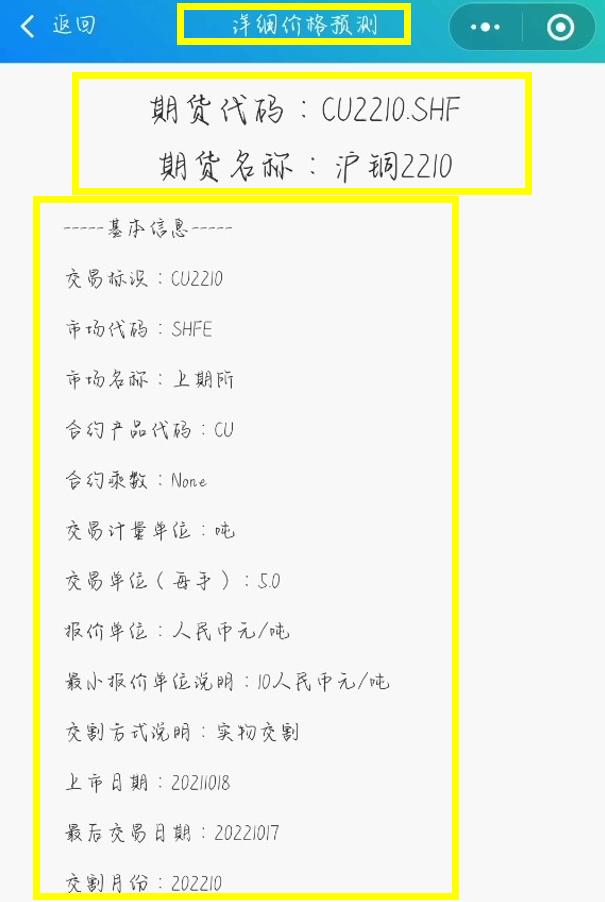 返回
详细价格预测
期货代码：CU2210.SHF
期货名称：沪铜2210
-----基本信息-----
交易标识：CU2210
市场代码：SHFE
市场名称：上期所
合约产品代码：CU
合约乘数：None
交易计量单位：吨
交易单位（每手）：5.0
报价单位：人民币元/吨
最小报价单位说明：10人民币元/吨
交割方式说明：实物交割
上市日期：20211018
最后交易日期：20221017
交割月份：202210